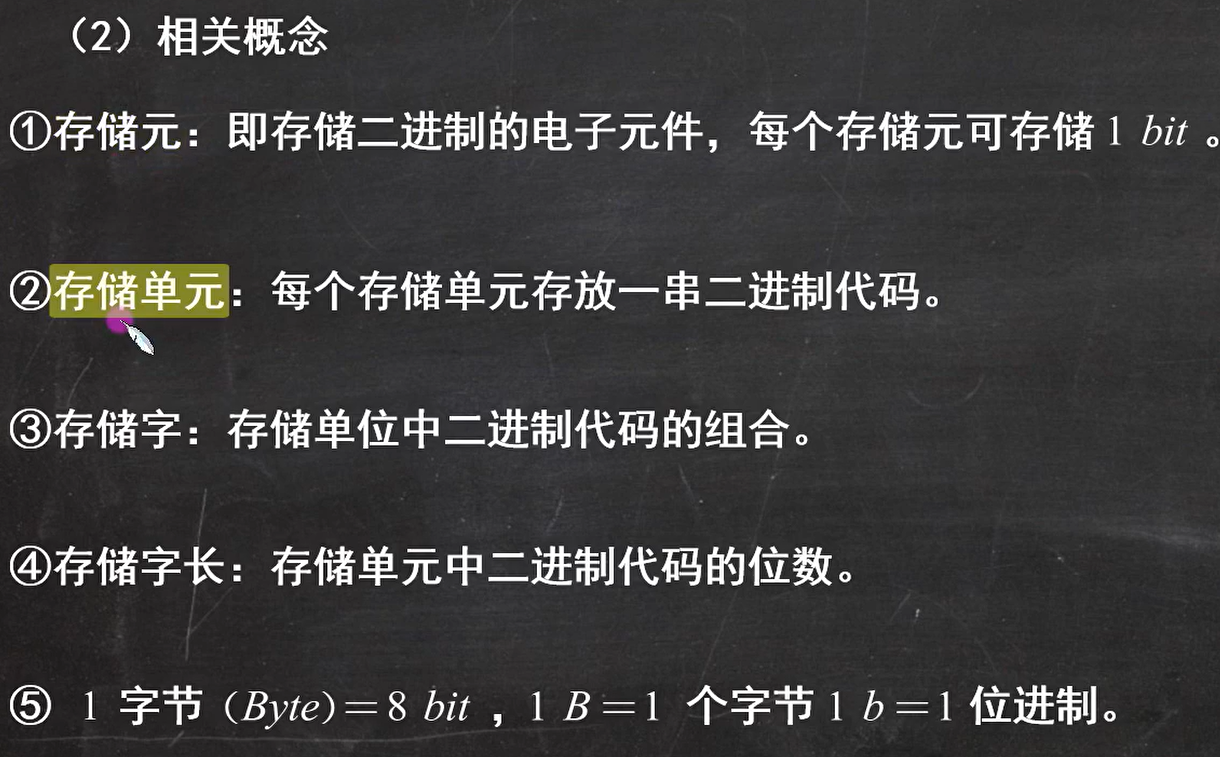 （2）相关概念
①存储元：即存储二进制的电子元件，每个存储元可存储1 bit。
②存储单元：每个存储单元存放一串二进制代码。
③存储字：存储单位中二进制代码的组合。
④存储字长：存储单元中二进制代码的位数。
⑤ 1 字节（Byte）=8 bit ，1 B=1 个字节 1 b=1 位进制。